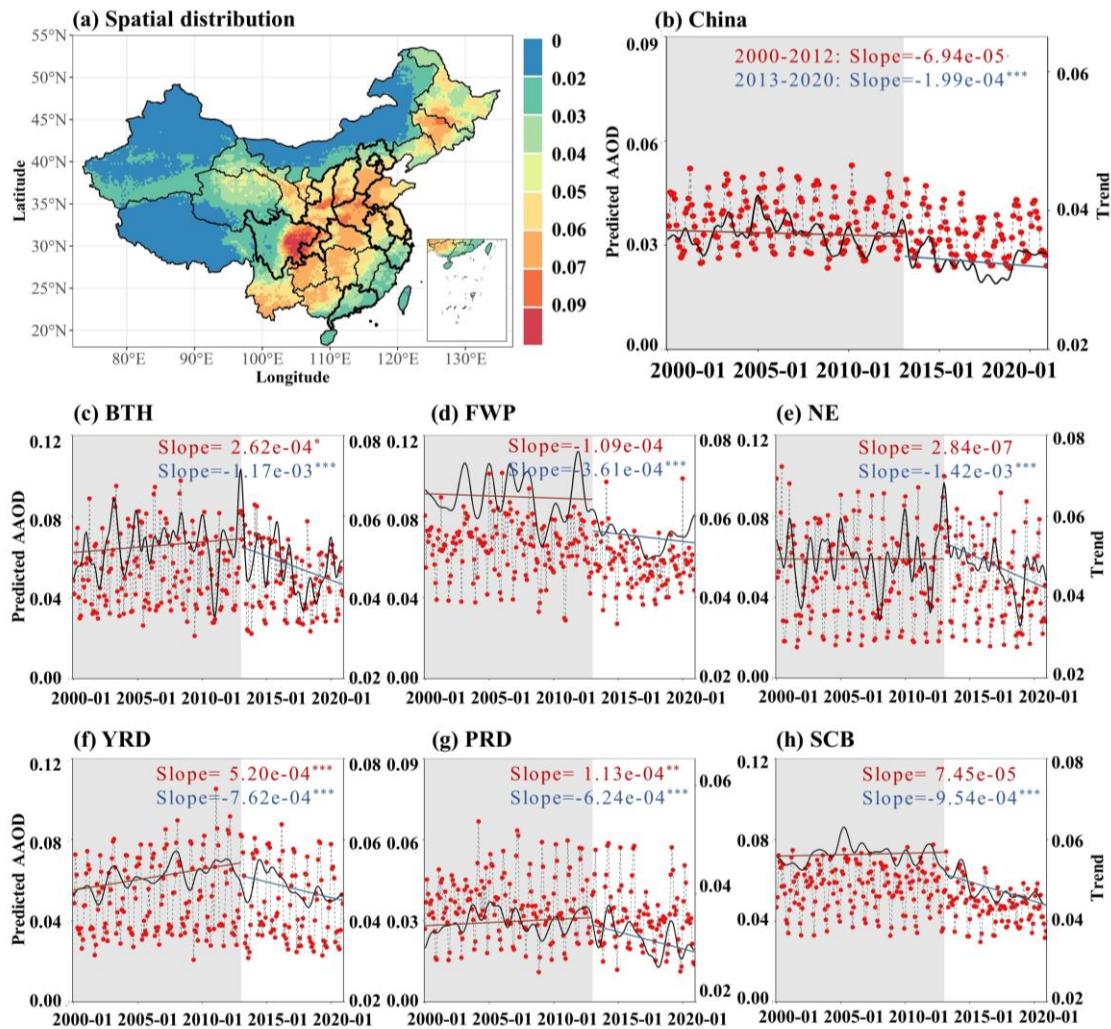 (a) Spatial distribution
55°N
50°N
45°N
40°N
35°N
30°N
25°N
20°N
Latitude
80°E 90°E 100°E 110°E 120°E 130°E
Longitude
0
0.02
0.03
0.04
0.05
0.06
0.07
0.09
(b) China
2000-2012: Slope=-6.94e-05.
2013-2020: Slope=-1.99e-04***
0.09
0.06
0.03
0.00
Predicted AAOD
0.06
0.04
0.02
Trend
2000-01 2005-01 2010-01 2015-01 2020-01
(c) BTH
Slope= 2.62e-04*
Slope=-1.17e-03***
0.12
0.08
0.04
0.00
Predicted AAOD
0.08
0.06
0.04
0.02
2000-01 2005-01 2010-01 2015-01 2020-01
(d) FWP
Slope=-1.09e-04
Slope=-3.61e-04***
0.12
0.08
0.04
0.00
0.08
0.06
0.04
0.02
2000-01 2005-01 2010-01 2015-01 2020-01
(e) NE
Slope= 2.84e-07
Slope=-1.42e-03***
0.12
0.08
0.04
0.00
0.08
0.06
0.04
0.02
Trend
2000-01 2005-01 2010-01 2015-01 2020-01
(f) YRD
Slope= 5.20e-04***
Slope=-7.62e-04***
0.12
0.08
0.04
0.00
Predicted AAOD
0.08
0.06
0.04
0.02
2000-01 2005-01 2010-01 2015-01 2020-01
(g) PRD
Slope= 1.13e-04**
Slope=-6.24e-04***
0.09
0.06
0.03
0.00
0.06
0.04
0.02
2000-01 2005-01 2010-01 2015-01 2020-01
(h) SCB
Slope= 7.45e-05
Slope=-9.54e-04***
0.12
0.08
0.04
0.00
0.08
0.06
0.04
0.02
Trend
2000-01 2005-01 2010-01 2015-01 2020-01